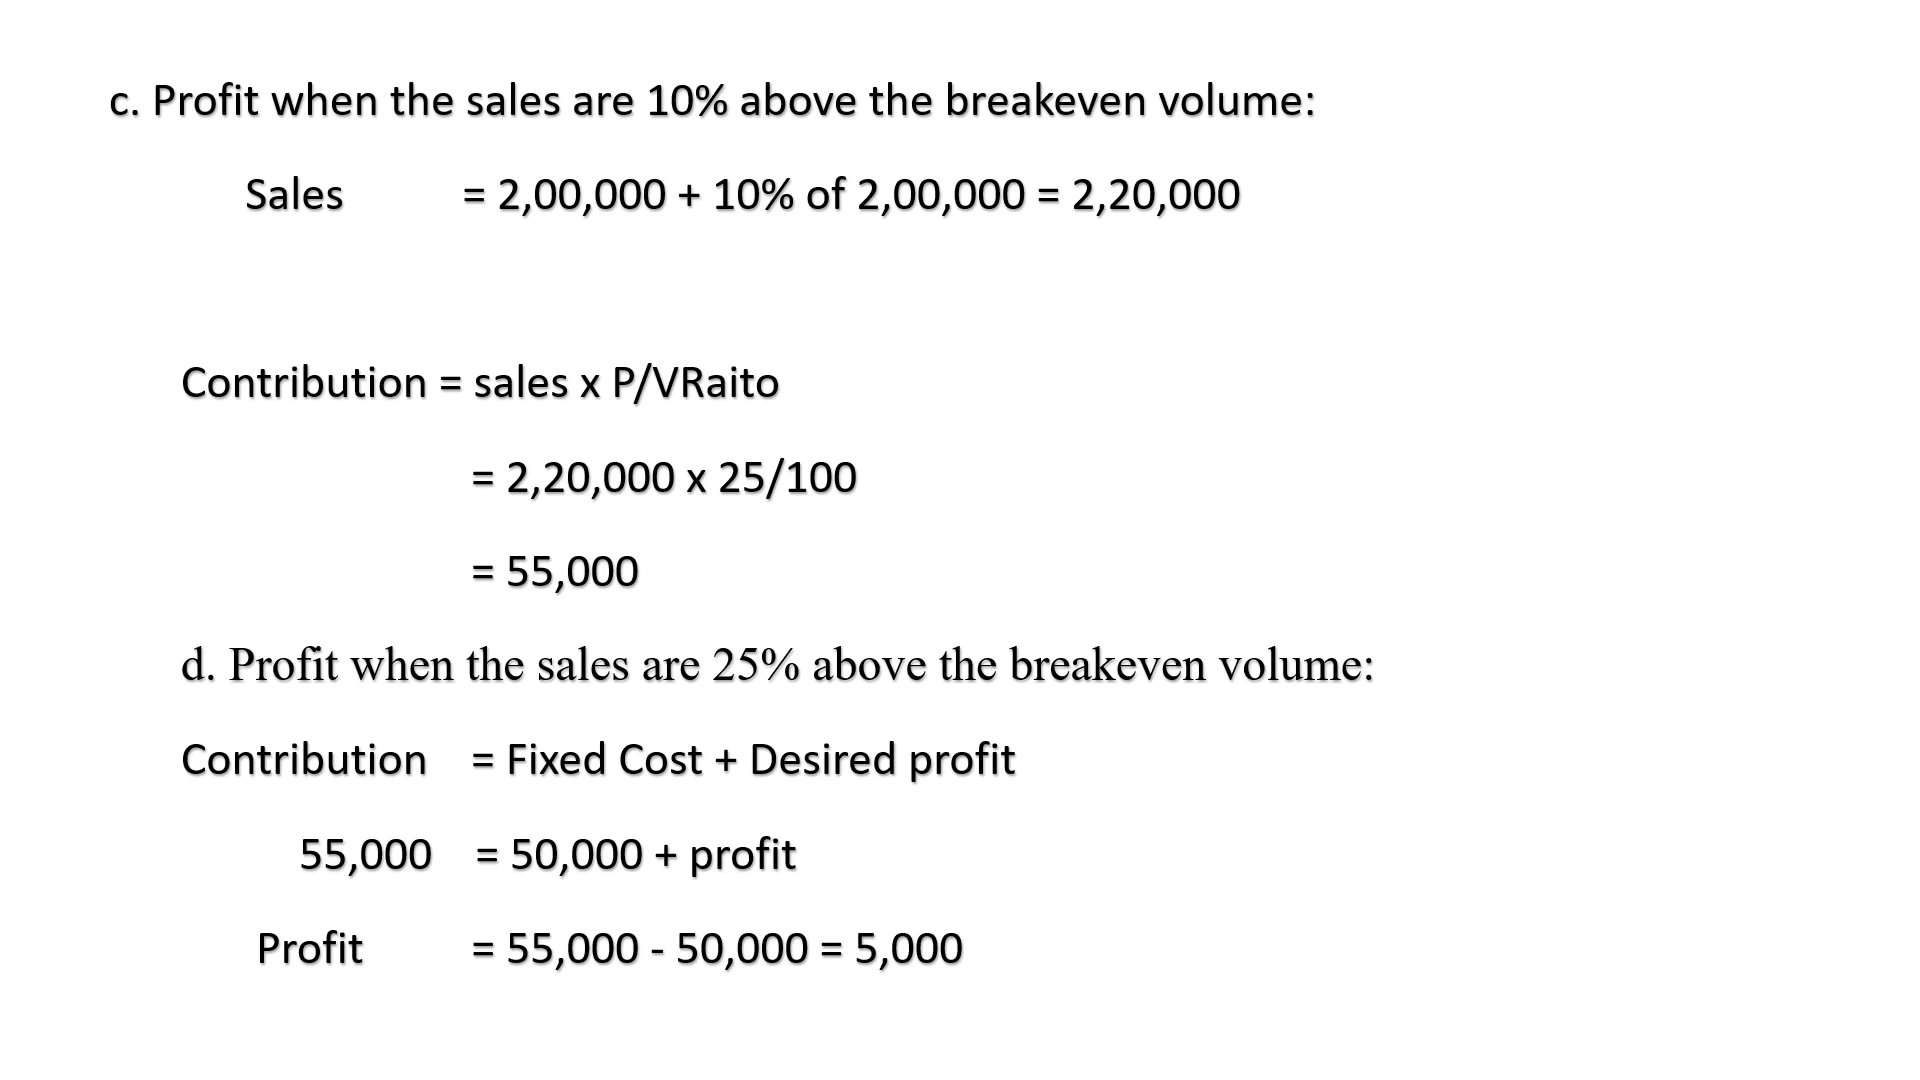 c. Profit when the sales are 10% above the breakeven volume:
Sales = 2,00,000 + 10% of 2,00,000 = 2,20,000
Contribution = sales x P/VRaito
= 2,20,000 x 25/100
= 55,000
d. Profit when the sales are 25% above the breakeven volume:
Contribution = Fixed Cost + Desired profit
55,000 = 50,000 + profit
Profit = 55,000 - 50,000 = 5,000